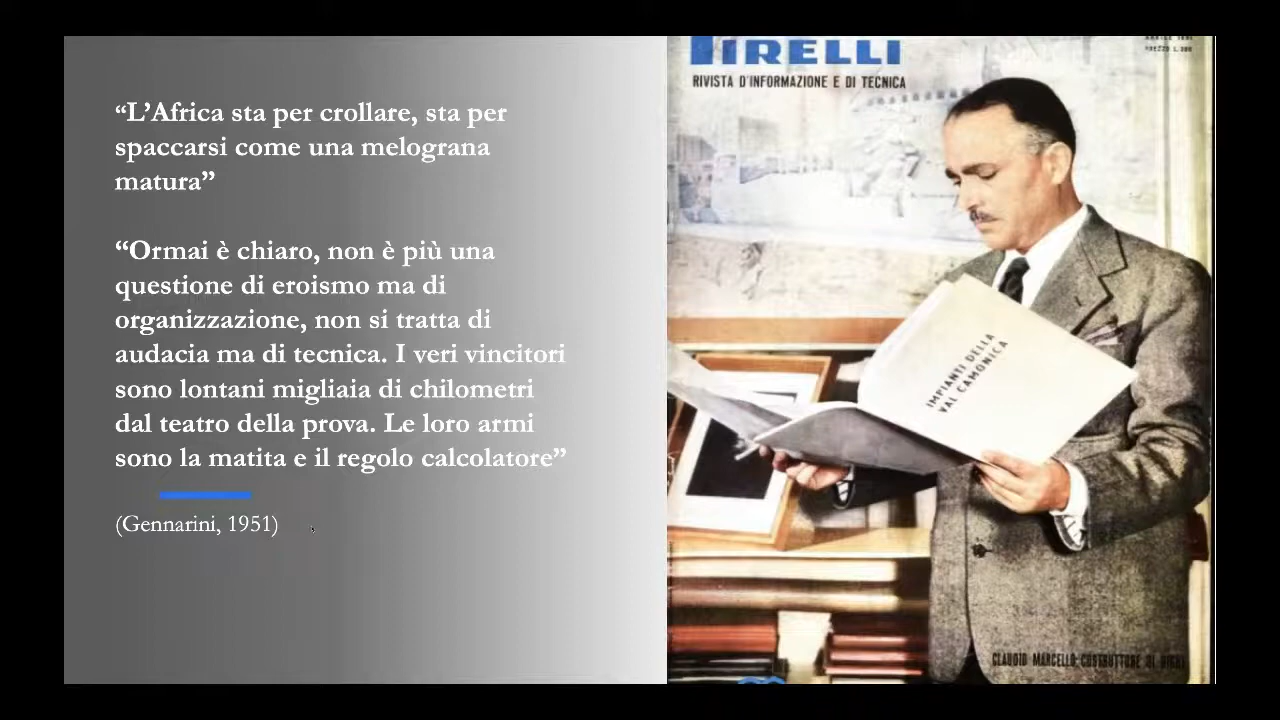 “L’Africa sta per crollare, sta per
spaccarsi come una melograna
matura”
“Ormai è chiaro, non è più una
questione di eroismo ma di
organizzazione, non si tratta di
audacia ma di tecnica. I veri vincitori
sono lontani migliaia di chilometri
dal teatro della prova. Le loro armi
sono la matita e il regolo calcolatore”
(Gennarini, 1951)
PIRELLI
RIVISTA D'INFORMAZIONE E DI TECNICA
IMPIANTI DELLA
VAL CAMONICA
CLAUDIO MARCELLO: COSTRUTTORE DI DIGHE